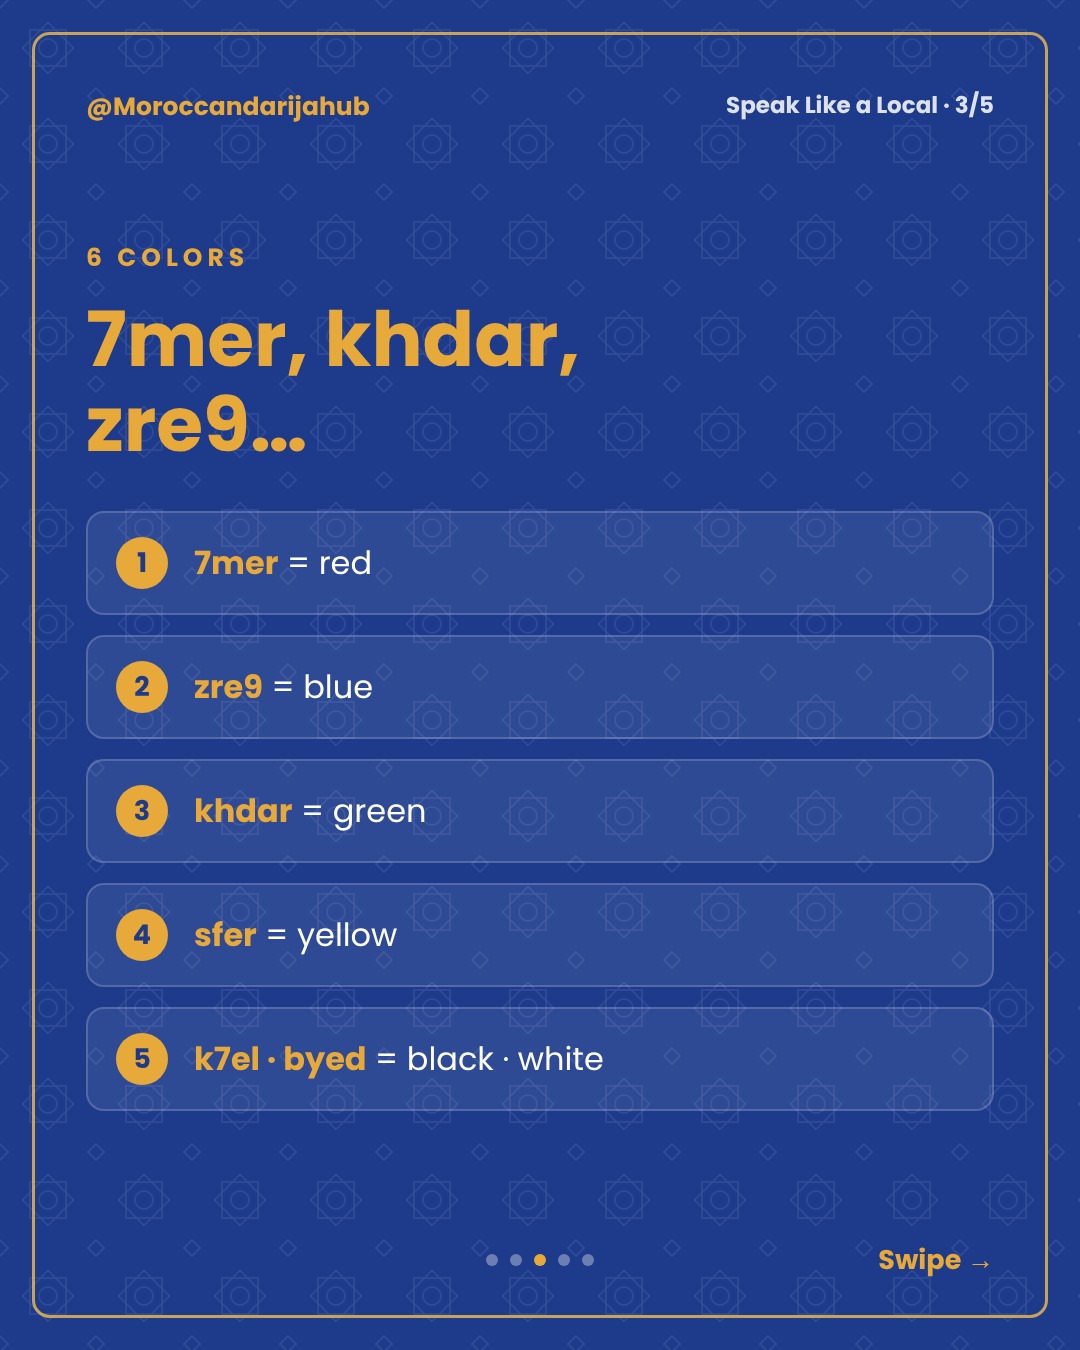 @Moroccandarijahub
Speak Like a Local · 3/5
6 COLORS
7mer, khdar,
zre9...
1 7mer = red
2 zre9 = blue
3 khdar = green
4 sfer = yellow
5 k7el · byed = black · white
Swipe →